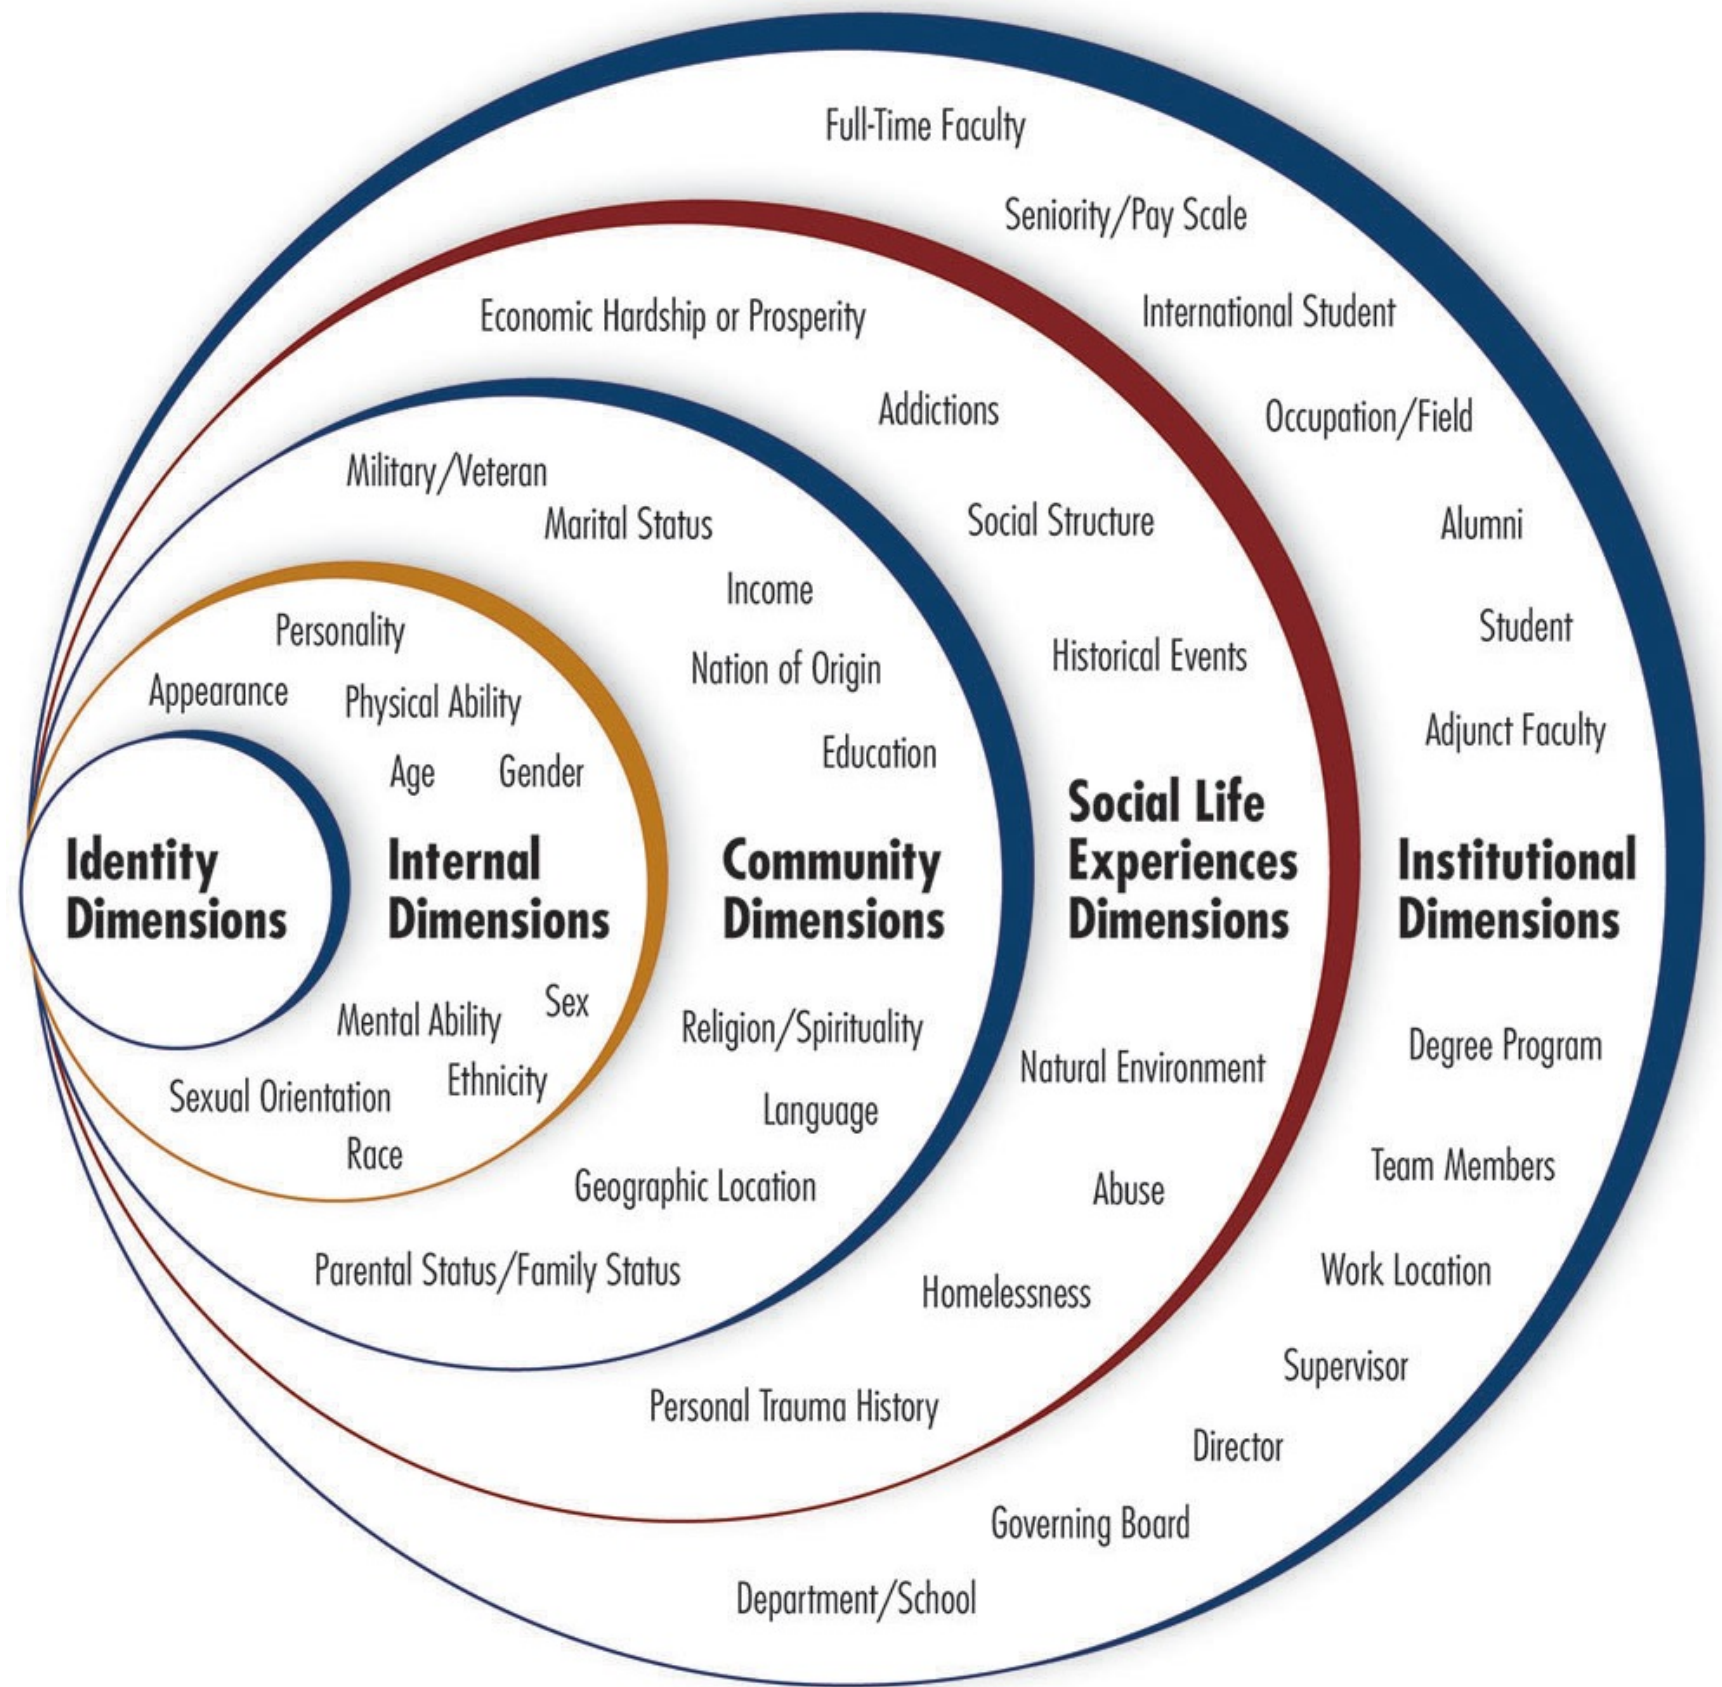 Full-Time Faculty
Seniority/Pay Scale
International Student
Economic Hardship or Prosperity
Addictions
Occupation/Field
Military/Veteran
Marital Status
Social Structure
Alumni
Income
Student
Personality
Historical Events
Nation of Origin
Appearance
Physical Ability
Adjunct Faculty
Education
Age
Gender
Identity
Dimensions
Internal
Dimensions
Community
Dimensions
Social Life
Experiences
Dimensions
Institutional
Dimensions
Sex
Mental Ability
Religion/Spirituality
Degree Program
Natural Environment
Ethnicity
Sexual Orientation
Language
Race
Team Members
Geographic Location
Abuse
Parental Status/Family Status
Work Location
Homelessness
Supervisor
Personal Trauma History
Director
Governing Board
Department/School